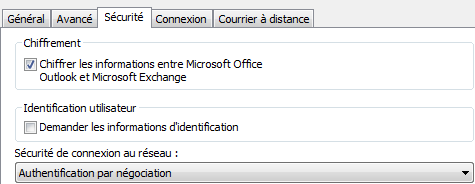 Général Avancé Sécurité Connexion Courrier à distance
Chiffrement
Chiffrer les informations entre Microsoft Office
Outlook et Microsoft Exchange
Identification utilisateur
Demander les informations d'identification
Sécurité de connexion au réseau :
Authentification par négociation